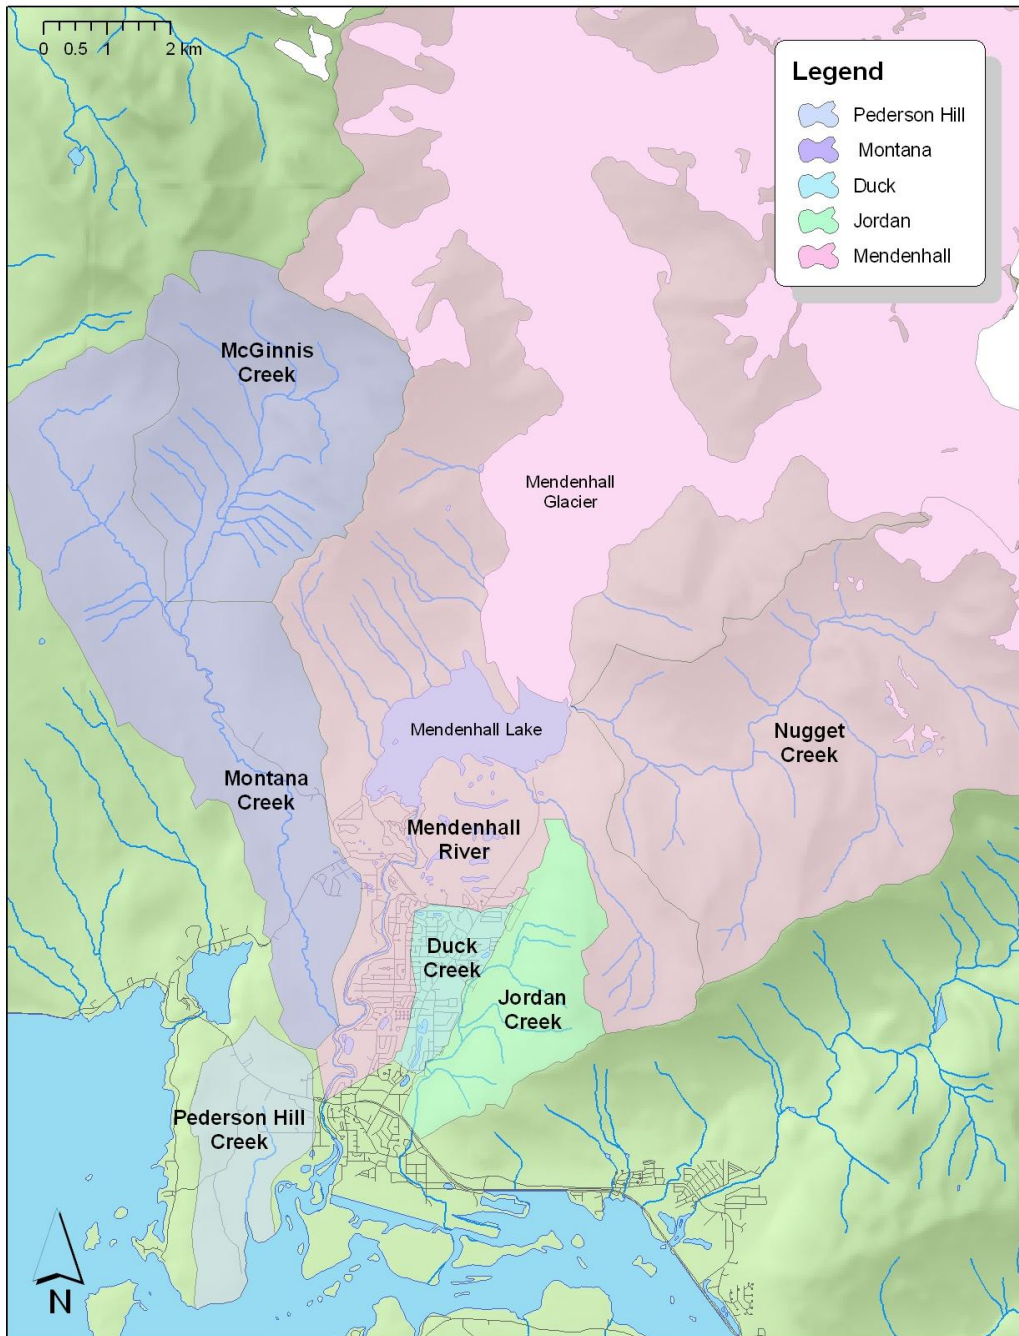 0 0.5 1 2 km
Legend
Pederson Hill
Montana
Duck
Jordan
Mendenhall
McGinnis
Creek
Mendenhall
Glacier
Mendenhall Lake
Nugget
Creek
Montana
Creek
Mendenhall
River
Duck
Creek
Jordan
Creek
Pederson Hill
Creek
N